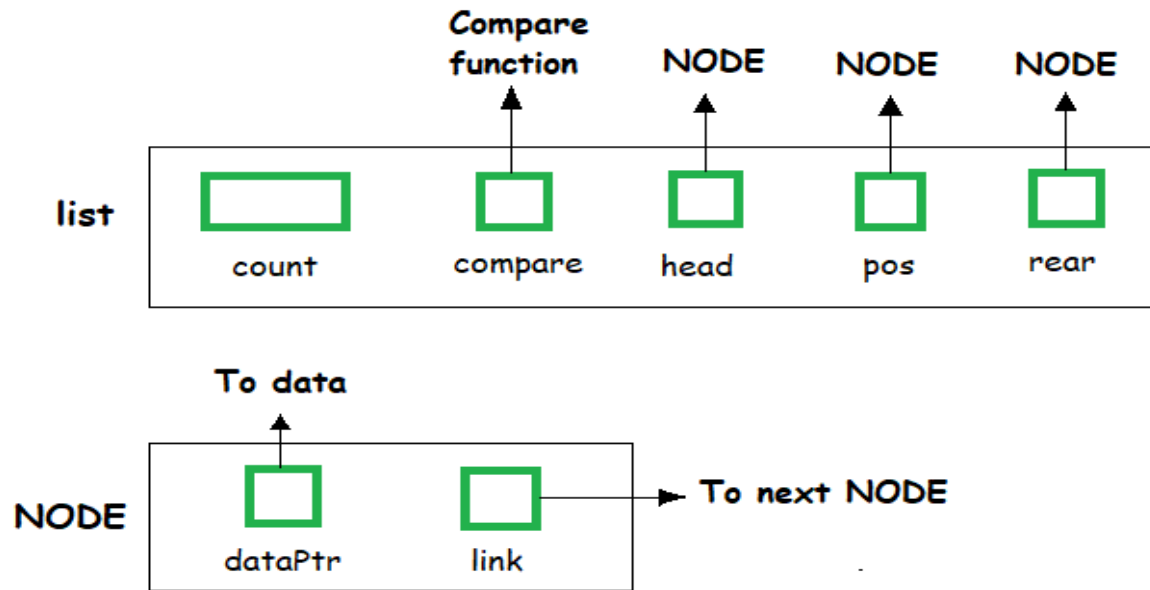 Compare
function
NODE
NODE
NODE
list
count
compare
head
pos
rear
To data
NODE
To next NODE
dataPtr
link